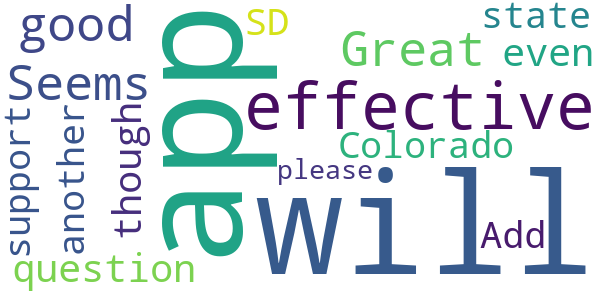 good
SD
state
Great
even
Seems
app
effective
support
another
though
Colorado
please
will
Add
question